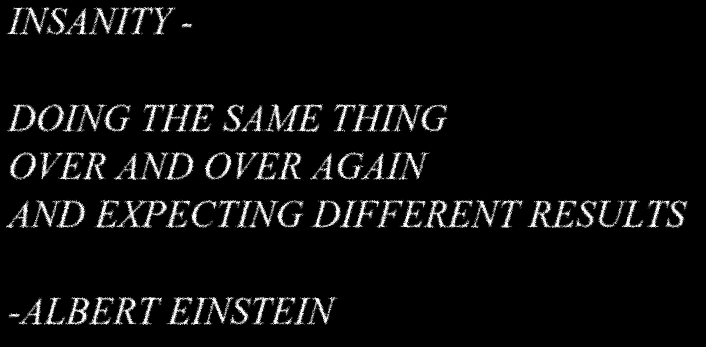 INSANITY -
DOING THE SAME THING
OVER AND OVER AGAIN
AND EXPECTING DIFFERENT RESULTS
-ALBERT EINSTEIN